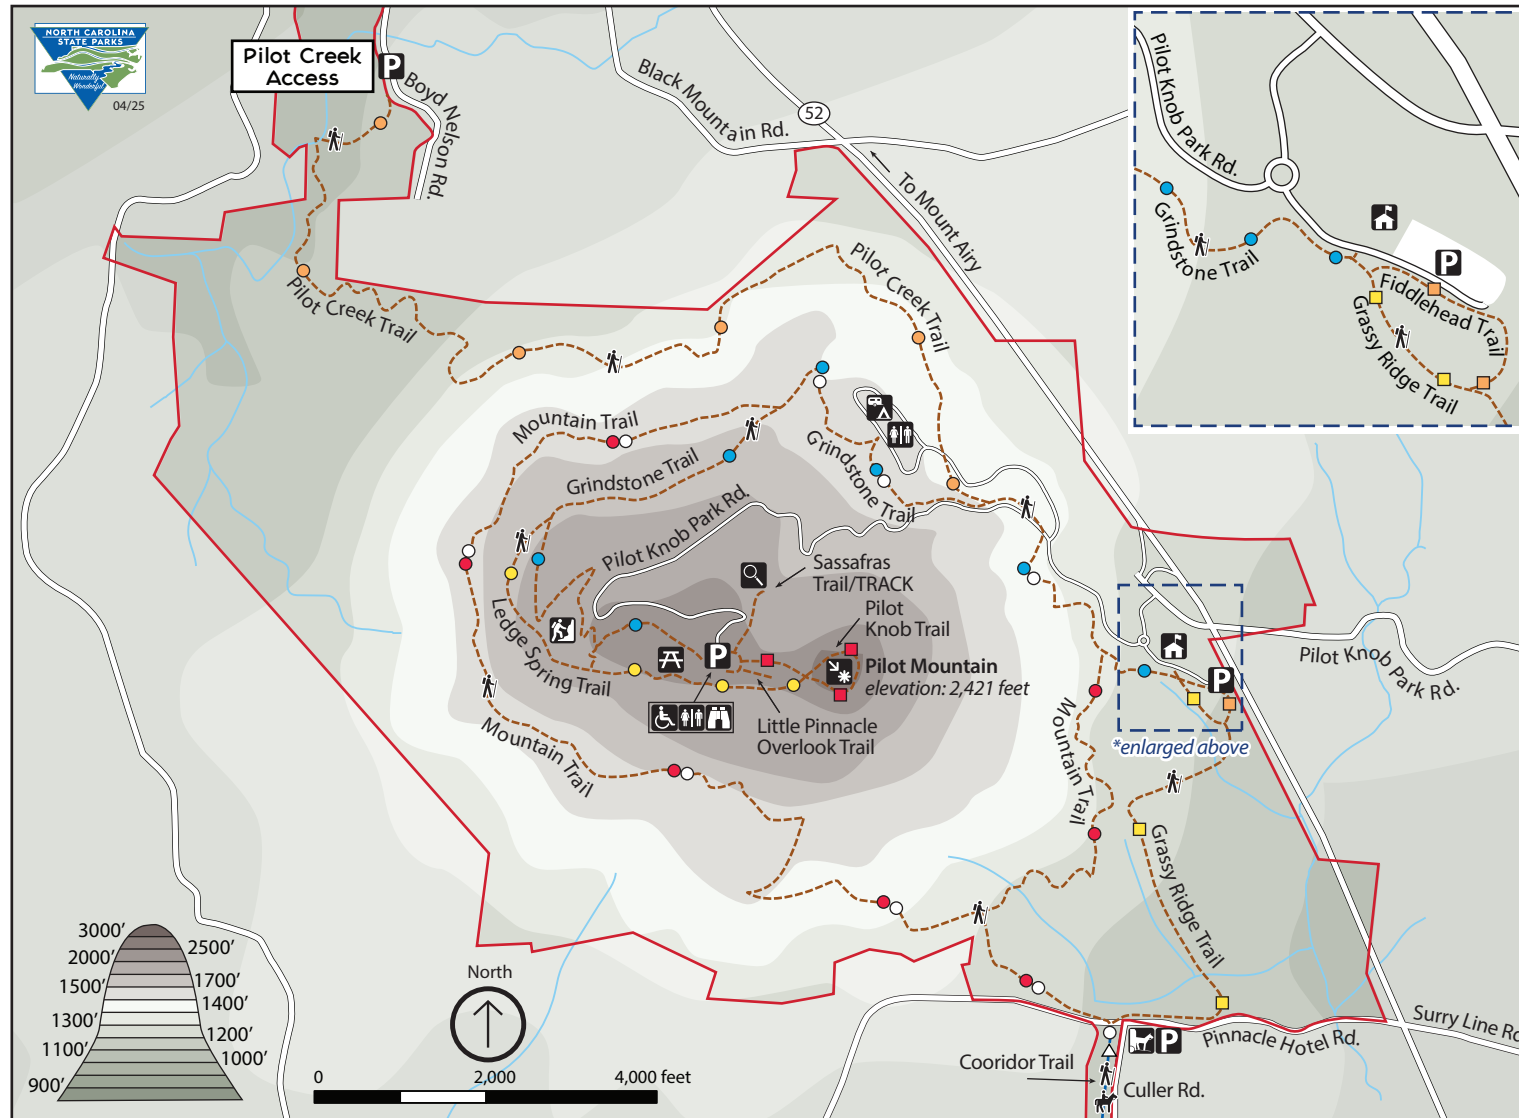 NORTH CAROLINA
STATE PARKS
Naturally
Wonderful
04/25
Pilot Creek
Access
P
Boyd Nelson Rd.
Black Mountain Rd.
52
To Mount Airy
Pilot Knob Park Rd.
Grindstone Trail
P
Fiddlehead Trail
Grassy Ridge Trail
*enlarged above
Pilot Creek Trail
Pilot Creek Trail
Mountain Trail
Grindstone Trail
Grindstone Trail
Pilot Knob Park Rd.
Sassafras
Trail/TRACK
Pilot
Knob Trail
Pilot Mountain
elevation: 2,421 feet
Ledge Spring Trail
P
Little Pinnacle
Overlook Trail
Mountain Trail
Mountain Trail
P
Pilot Knob Park Rd.
Grassy Ridge Trail
3000’
2500’
2000’
1700’
1500’
1400’
1300’
1200’
1100’
1000’
900’
North
0
2,000
4,000 feet
Cooridor Trail
P
Culler Rd.
Pinnacle Hotel Rd.
Surry Line Rd